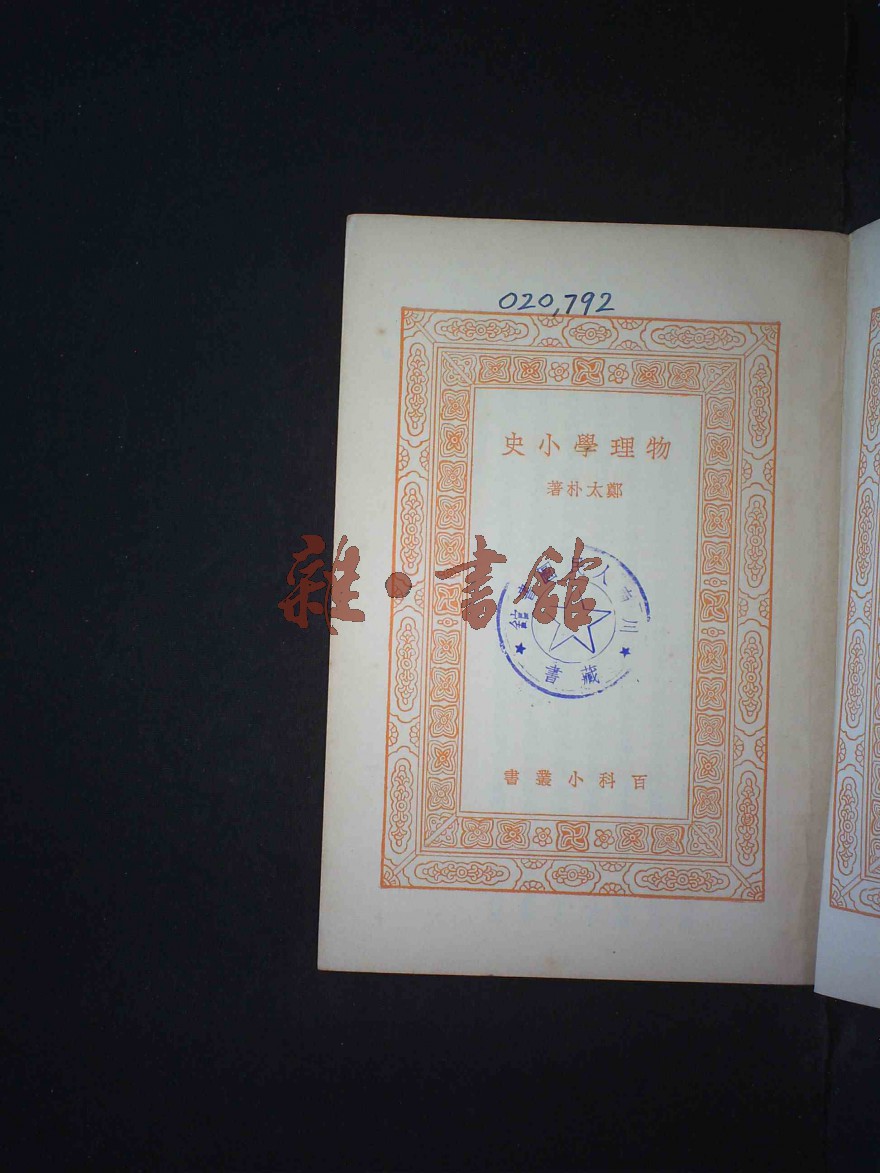 020,792
物理學小史
鄭太朴著
雜·書館
藏書
百科小叢書